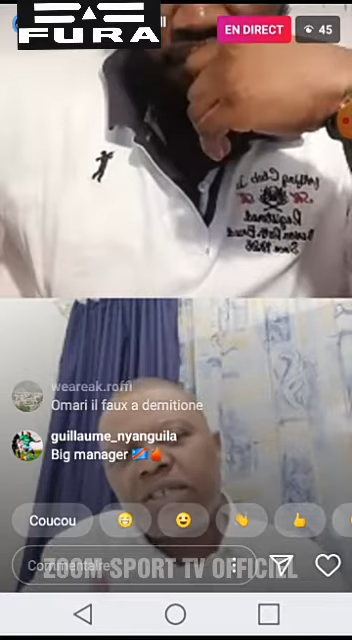 FURA
EN DIRECT
45
weareak.roffi
Omari il faux a demitione
guillaume_nyanguila
Big manager 🇨🇩🔥
Coucou
Commentaire
ZOOM SPORT TV OFFICIEL